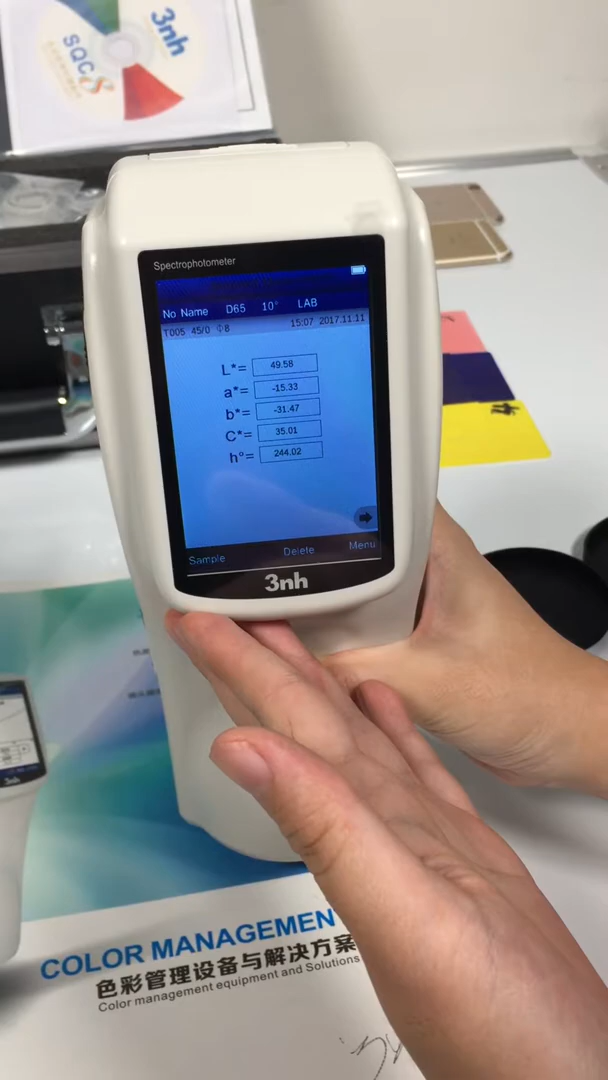 3nh
SQC8
Spectrophotometer
No Name D65 10° LAB
T005 45/0 8 15:07 2017.11.11
L*= 49.58
a*= -15.33
b*= -31.47
C*= 35.01
h°= 244.02
Sample Delete Menu
3nh
3nh
COLOR MANAGEMEN
色彩管理设备与解决方案
Color management equipment and Solutions